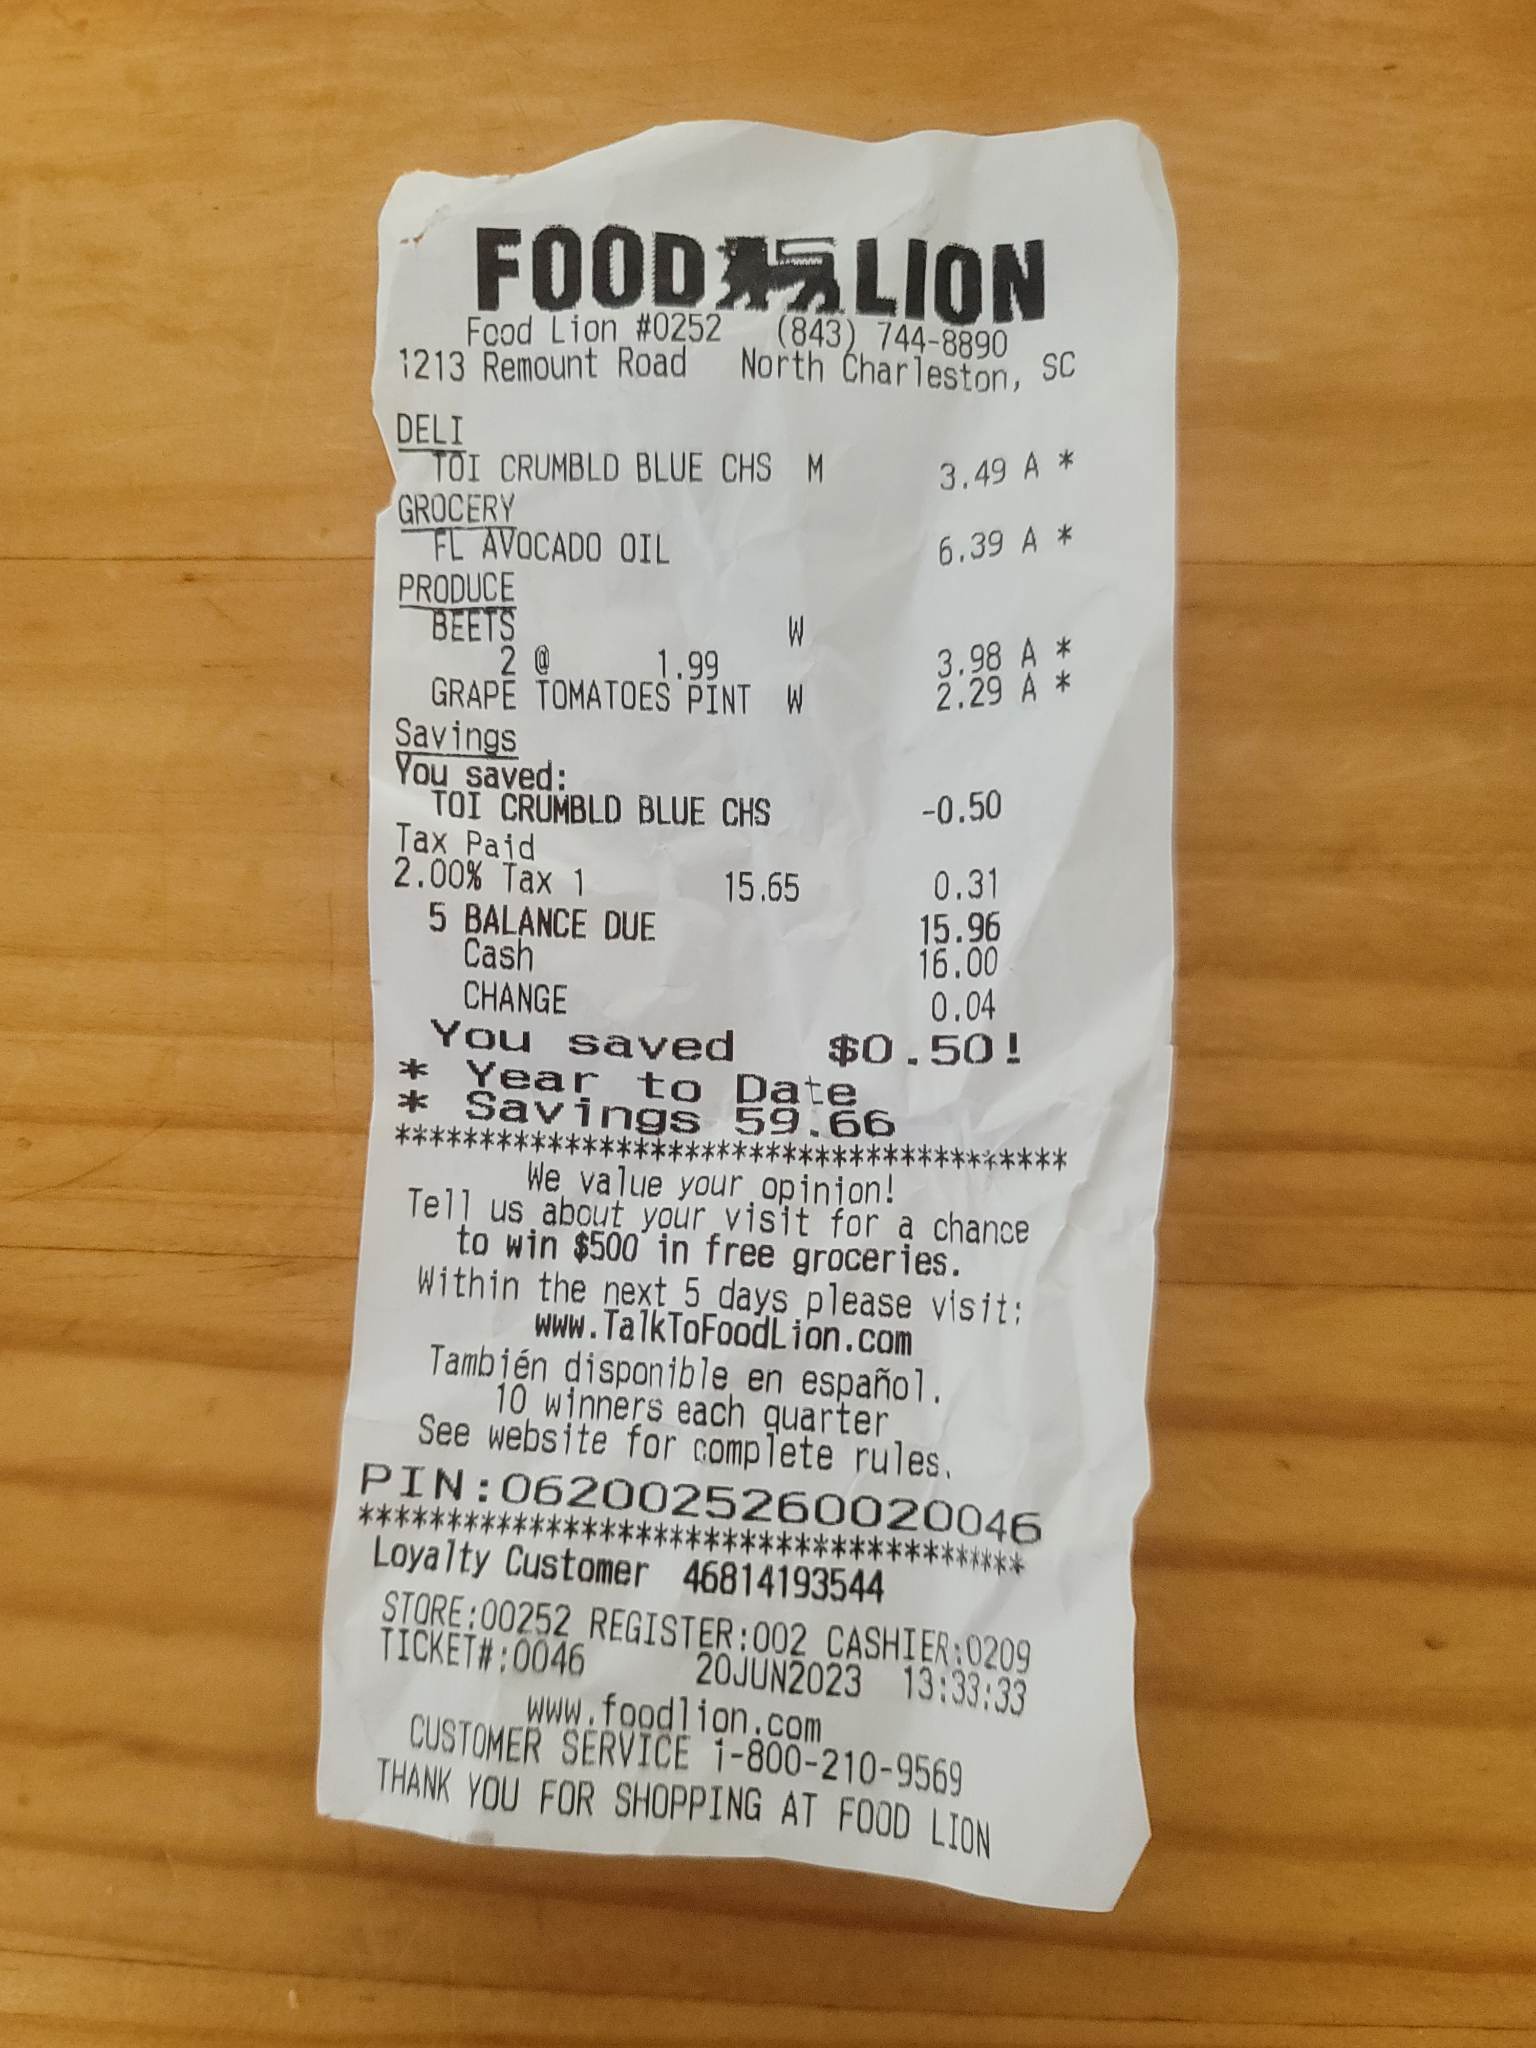 FOOD LION
Food Lion #0252 (843) 744-8890
1213 Remount Road North Charleston, SC
DELI
TOI CRUMBLD BLUE CHS M 3.49 A *
GROCERY
FL AVOCADO OIL 6.39 A *
PRODUCE
BEETS W
2 @ 1.99 3.98 A *
GRAPE TOMATOES PINT W 2.29 A *
Savings
You saved:
TOI CRUMBLD BLUE CHS -0.50
Tax Paid
2.00% Tax 1 15.65 0.31
5 BALANCE DUE 15.96
Cash 16.00
CHANGE 0.04
You saved $0.50!
* Year to Date
* Savings 59.66
****************************************
We value your opinion!
Tell us about your visit for a chance
to win $500 in free groceries.
Within the next 5 days please visit:
www.TalkToFoodLion.com
También disponible en español.
10 winners each quarter
See website for complete rules.
PIN:0620025260020046
****************************************
Loyalty Customer 46814193544
STORE:00252 REGISTER:002 CASHIER:0209
TICKET#:0046 20JUN2023 13:33:33
www.foodlion.com
CUSTOMER SERVICE 1-800-210-9569
THANK YOU FOR SHOPPING AT FOOD LION